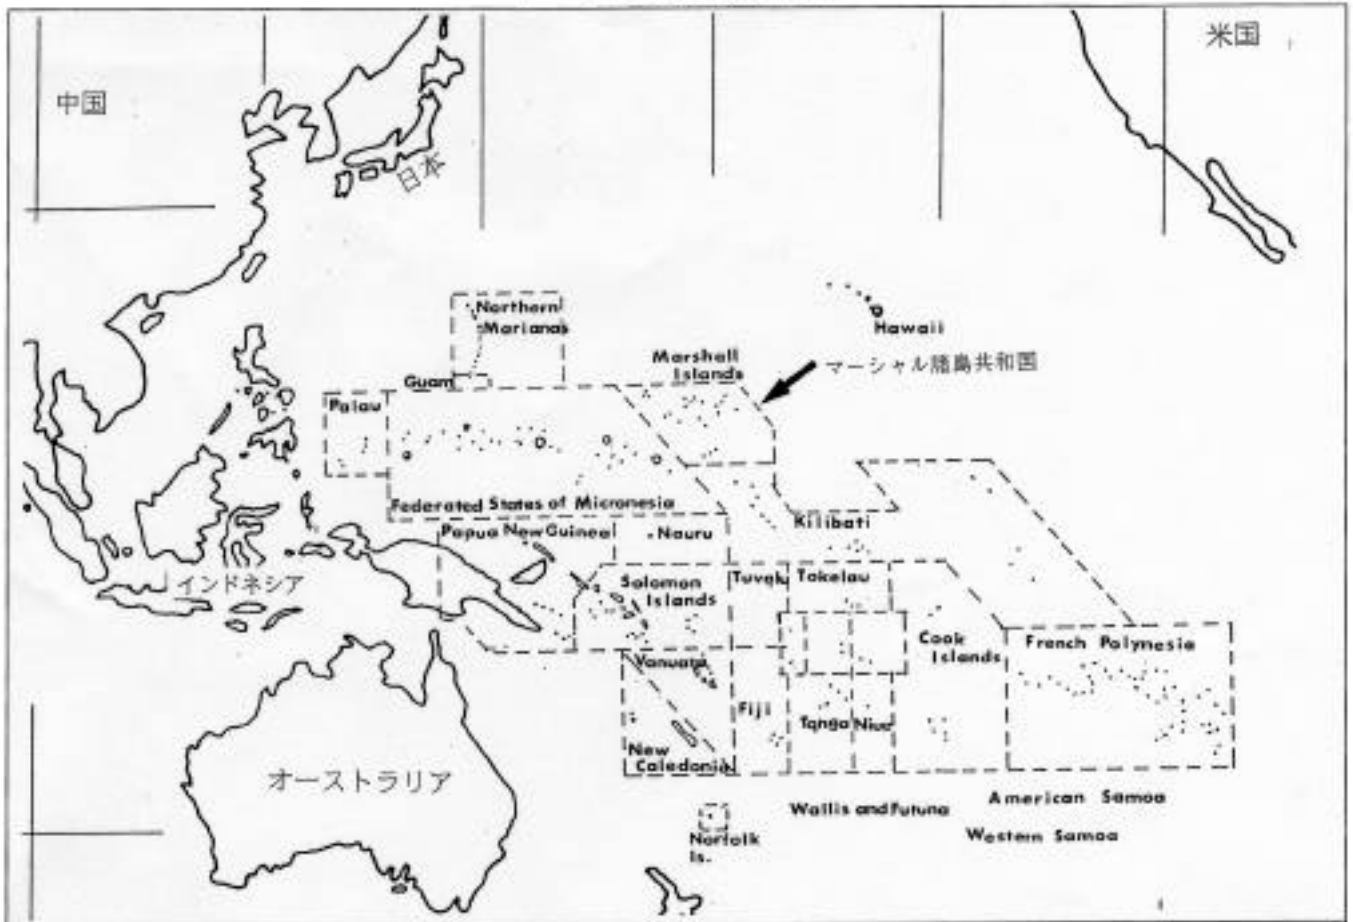 米国
中国
日本
Northern
Marianas
Hawaii
Marshall
Islands
マーシャル諸島共和国
Guam
Palau
Federated States of Micronesia
Kilibati
Papua New Guinea
Nauru
インドネシア
Solomon
Islands
Tuvalu
Tokelau
Cook
Islands
French Polynesia
Vanuatu
Fiji
Tonga
Niue
New
Caledonia
オーストラリア
Wallis and Futuna
American Samoa
Western Samoa
Norfolk
Is.